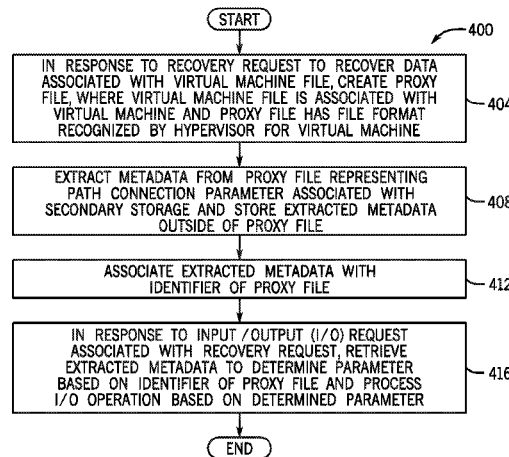 START
400
IN RESPONSE TO RECOVERY REQUEST TO RECOVER DATA
ASSOCIATED WITH VIRTUAL MACHINE FILE, CREATE PROXY
FILE, WHERE VIRTUAL MACHINE FILE IS ASSOCIATED WITH
VIRTUAL MACHINE AND PROXY FILE HAS FILE FORMAT
RECOGNIZED BY HYPERVISOR FOR VIRTUAL MACHINE
404
EXTRACT METADATA FROM PROXY FILE REPRESENTING
PATH CONNECTION PARAMETER ASSOCIATED WITH
SECONDARY STORAGE AND STORE EXTRACTED METADATA
OUTSIDE OF PROXY FILE
408
ASSOCIATE EXTRACTED METADATA WITH
IDENTIFIER OF PROXY FILE
412
IN RESPONSE TO INPUT/OUTPUT (I/O) REQUEST
ASSOCIATED WITH RECOVERY REQUEST, RETRIEVE
EXTRACTED METADATA TO DETERMINE PARAMETER
BASED ON IDENTIFIER OF PROXY FILE AND PROCESS
I/O OPERATION BASED ON DETERMINED PARAMETER
416
END